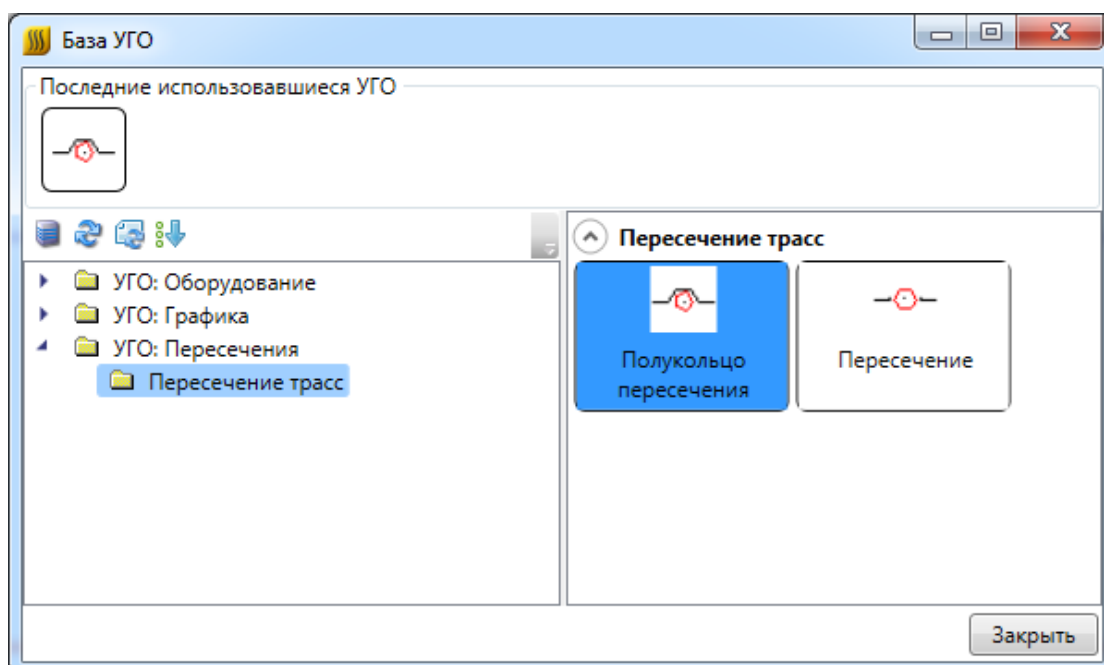 База УГО
Последние использовавшиеся УГО
Пересечение трасс
УГО: Оборудование
УГО: Графика
УГО: Пересечения
Пересечение трасс
Полукольцо
пересечения
Пересечение
Закрыть